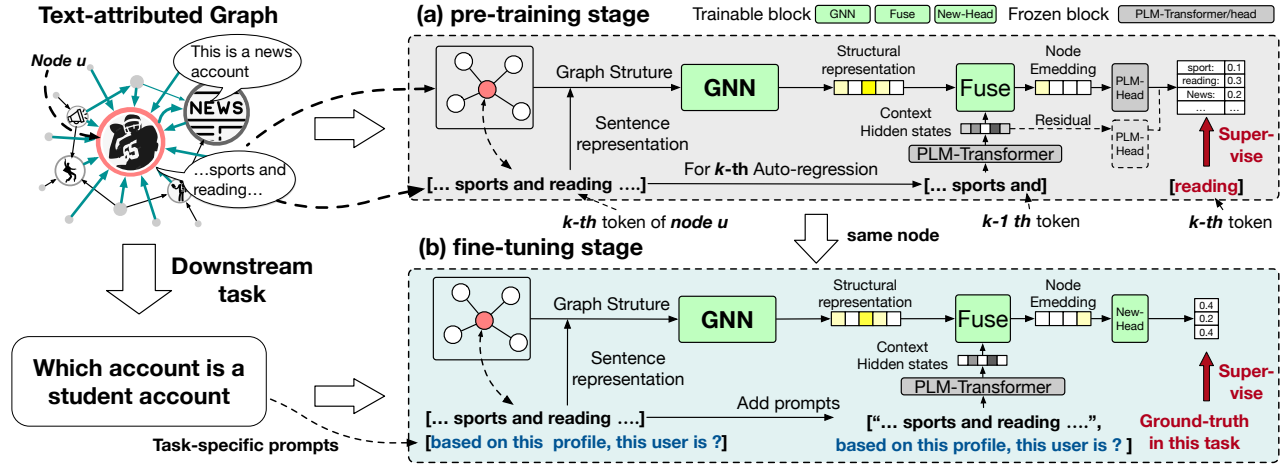 Text-attributed Graph
Node u
This is a news
account
NEWS
…sports and
reading…
Downstream
task
Which account is a
student account
Task-specific prompts
(a) pre-training stage
Trainable block
GNN
Fuse
New-Head
Frozen block
PLM-Transformer/head
Graph Struture
GNN
Structural
representation
Fuse
Node
Emedding
PLM-
Head
sport: 0.1
reading: 0.3
News: 0.2
... ...
Sentence
representation
Context
Hidden states
Residual
PLM-
Head
PLM-Transformer
Super-
vise
[... sports and reading ….]
For k-th Auto-regression
[... sports and]
[reading]
k-th token of node u
k-1 th token
k-th token
same node
(b) fine-tuning stage
Graph Struture
GNN
Structural
representation
Fuse
Node
Emedding
New-
Head
0.4
0.2
0.4
Sentence
representation
Context
Hidden states
PLM-Transformer
Super-
vise
[... sports and reading ….]
[based on this profile, this user is ?]
Add prompts
[“... sports and reading ….”,
based on this profile, this user is ? ]
Ground-truth
in this task